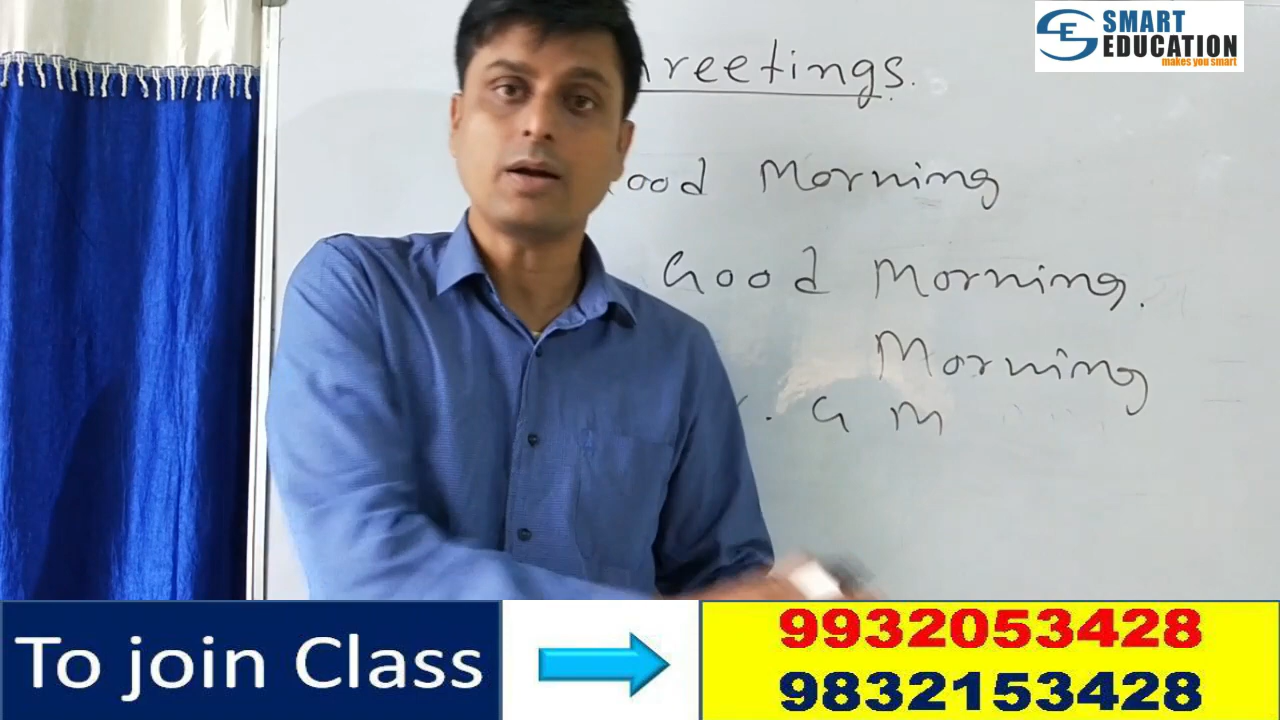 SMART
EDUCATION
makes you smart
reetings.
ood Morning
Good Morning.
Morning
G M
To join Class
9932053428
9832153428